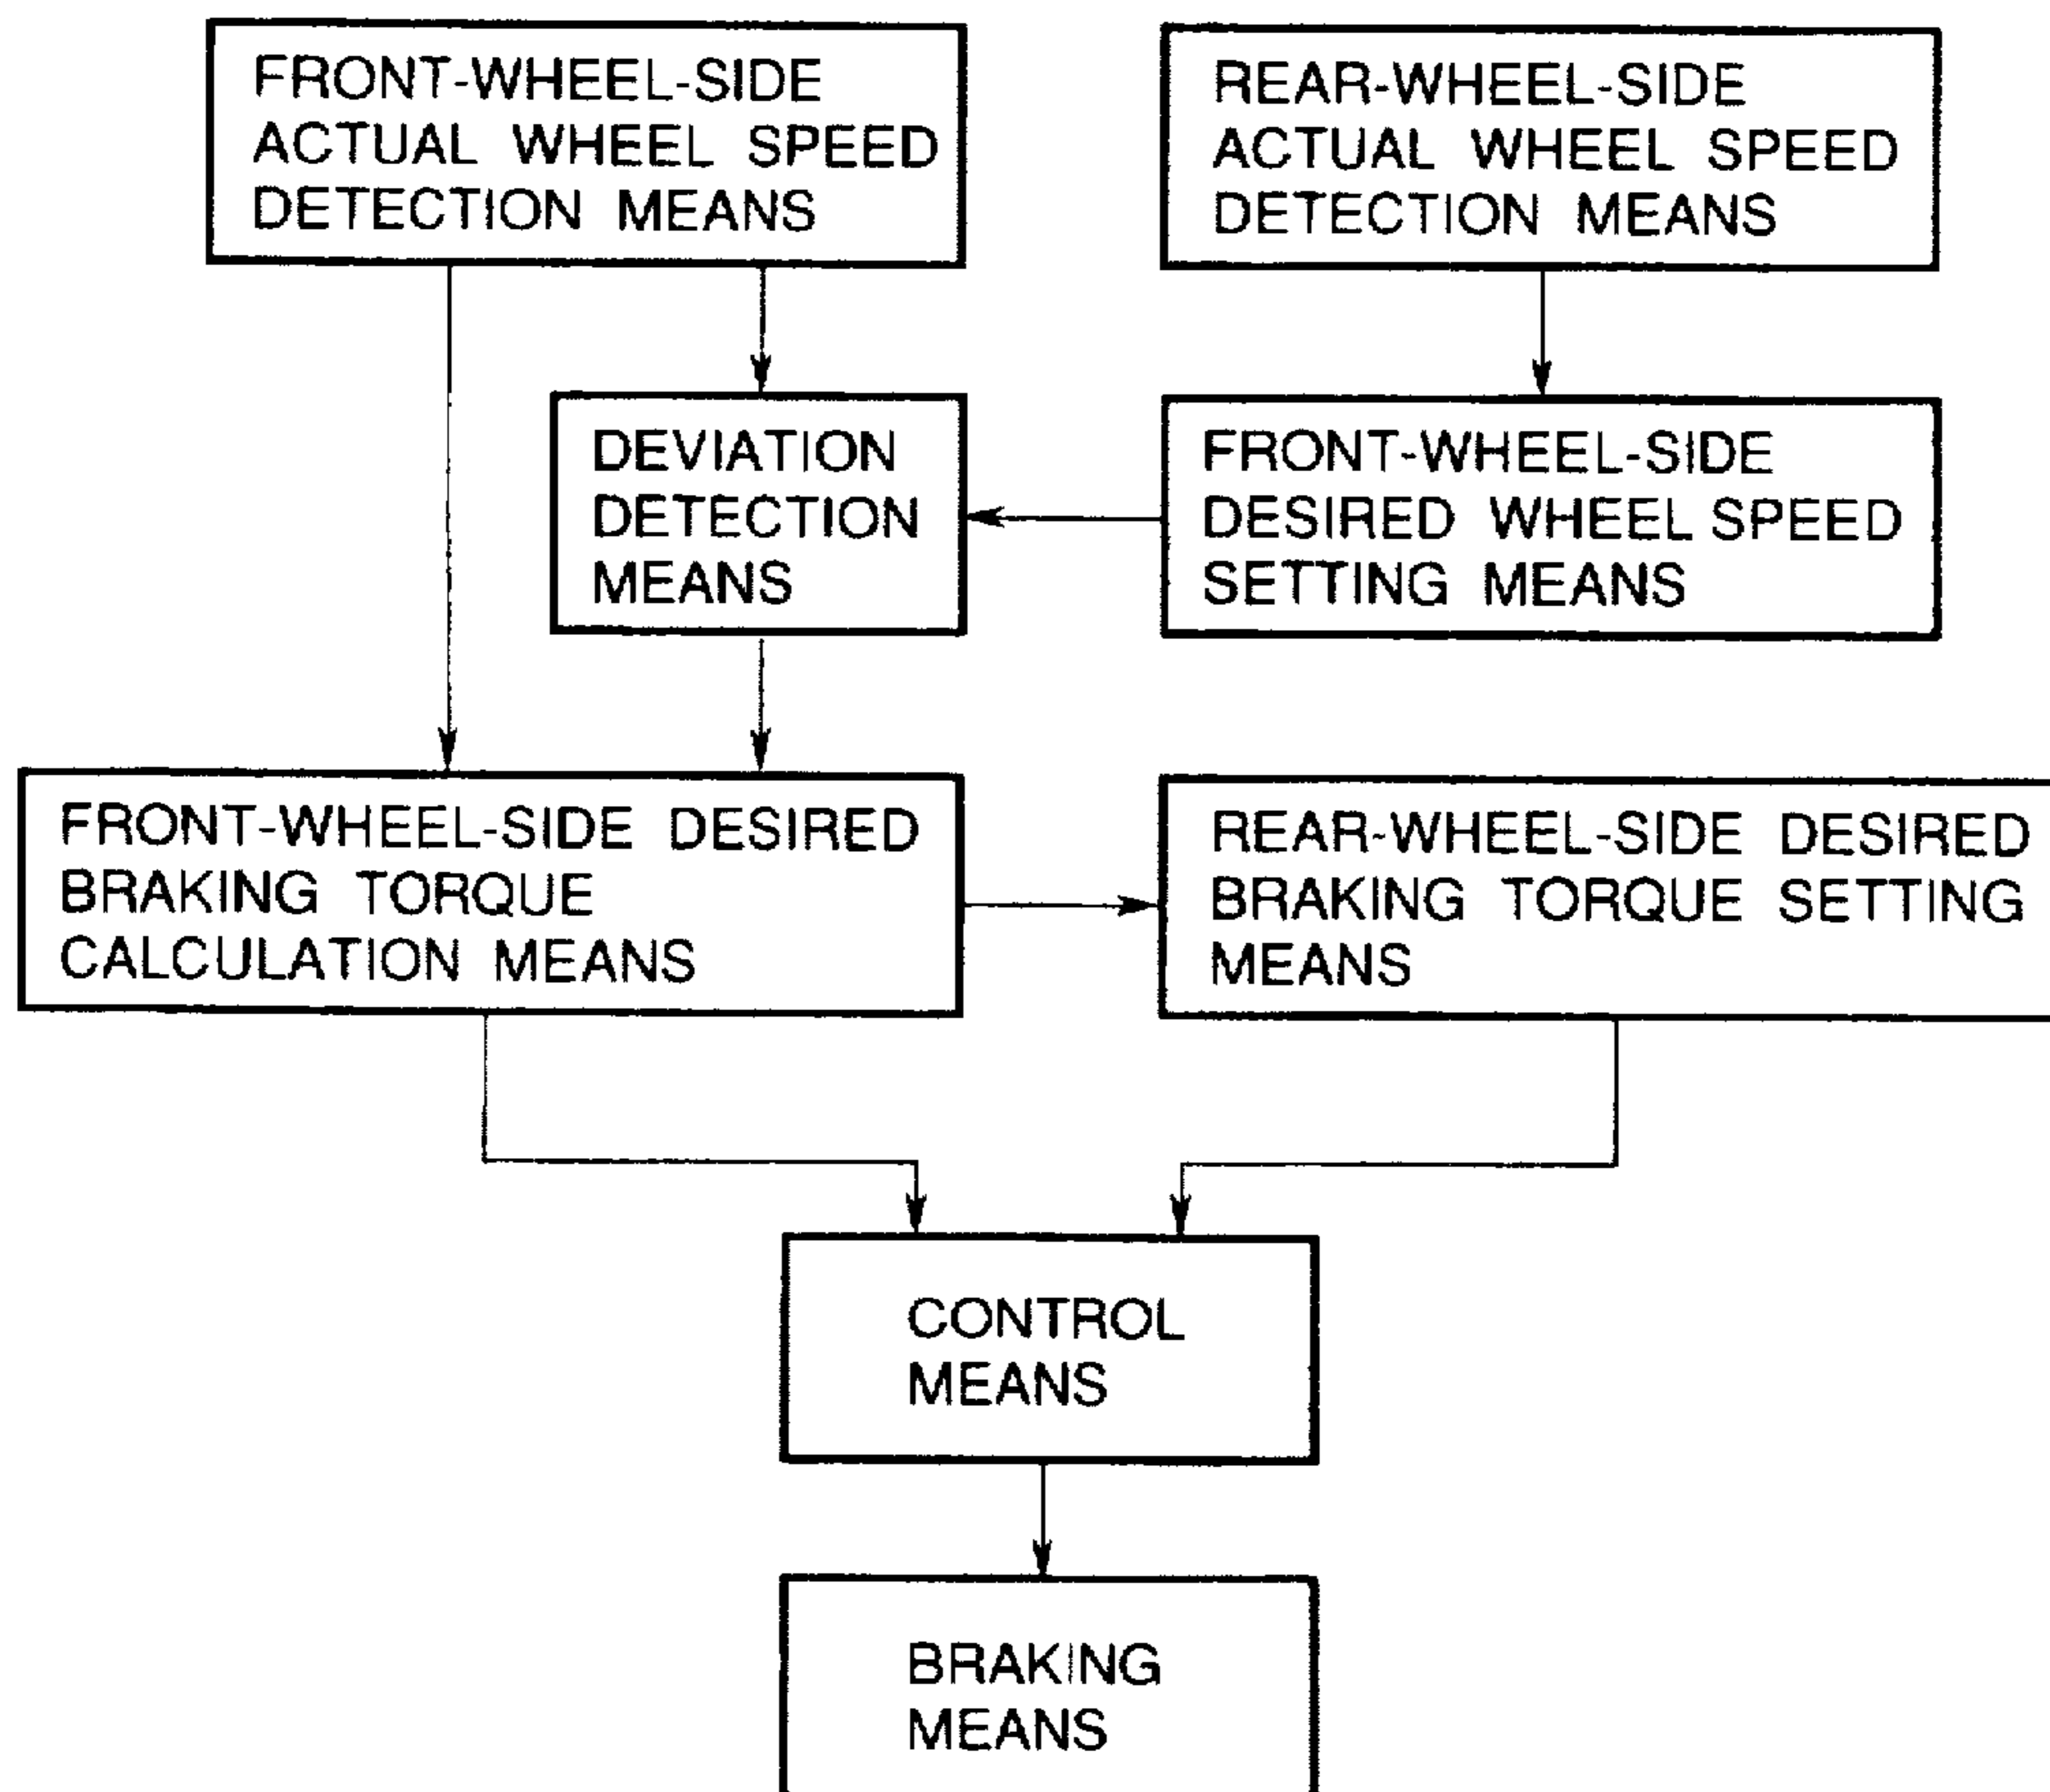 FRONT-WHEEL-SIDE
ACTUAL WHEEL SPEED
DETECTION MEANS
REAR-WHEEL-SIDE
ACTUAL WHEEL SPEED
DETECTION MEANS
DEVIATION
DETECTION
MEANS
FRONT-WHEEL-SIDE
DESIRED WHEEL SPEED
SETTING MEANS
FRONT-WHEEL-SIDE DESIRED
BRAKING TORQUE
CALCULATION MEANS
REAR-WHEEL-SIDE DESIRED
BRAKING TORQUE SETTING
MEANS
CONTROL
MEANS
BRAKING
MEANS